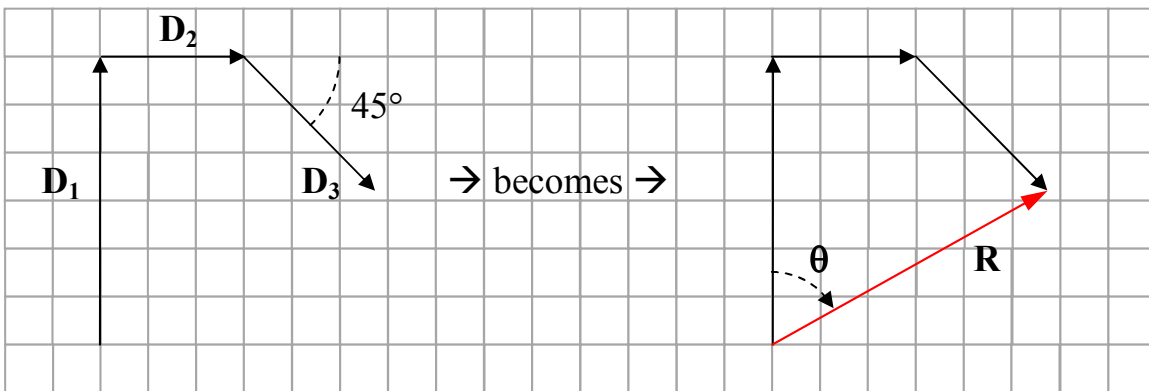 D₂
45°
D₁
D₃
→ becomes →
θ
R